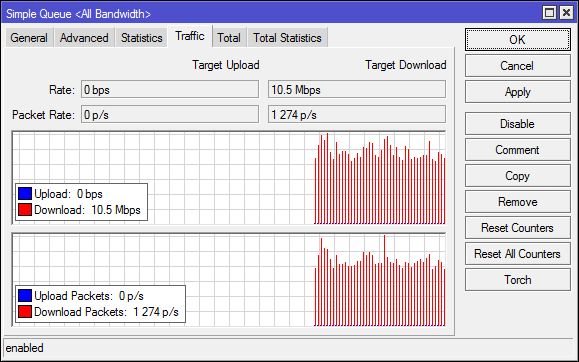 Simple Queue <All Bandwidth>
General Advanced Statistics Traffic Total Total Statistics
Target Upload Target Download
Rate: 0 bps 10.5 Mbps
Packet Rate: 0 p/s 1 274 p/s
Upload: 0 bps
Download: 10.5 Mbps
Upload Packets: 0 p/s
Download Packets: 1 274 p/s
OK
Cancel
Apply
Disable
Comment
Copy
Remove
Reset Counters
Reset All Counters
Torch
enabled